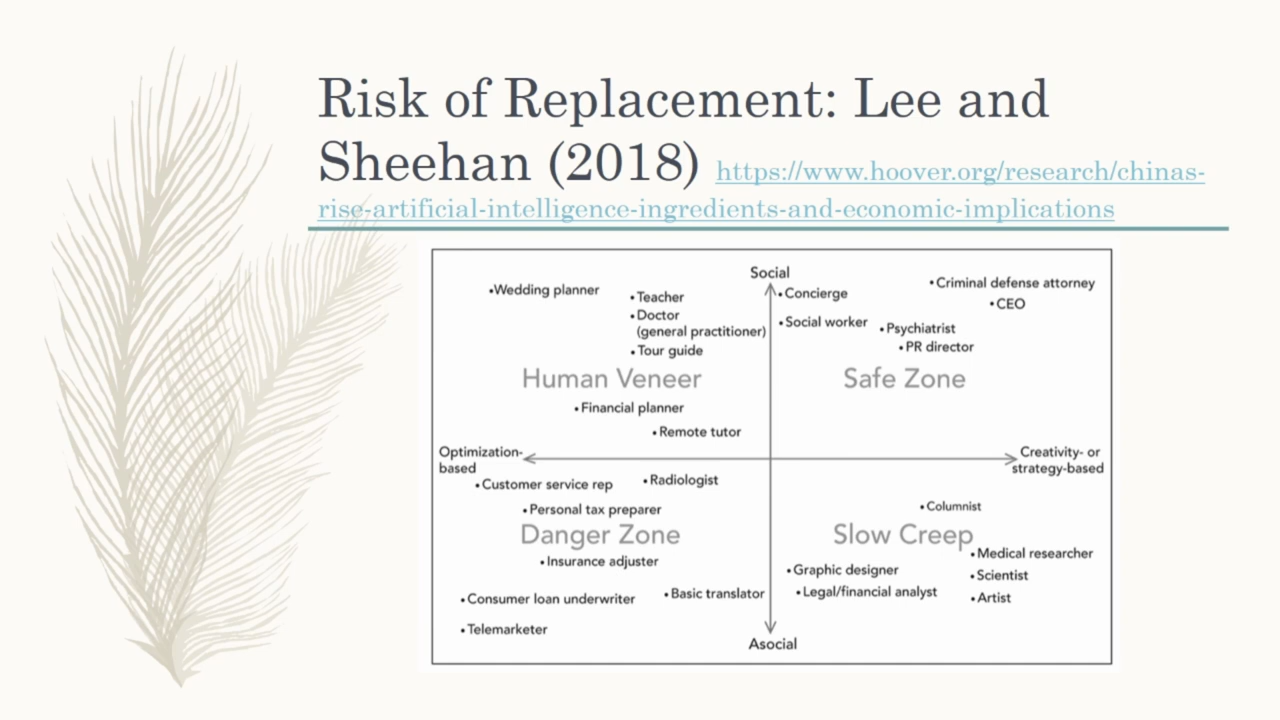 Risk of Replacement: Lee and
Sheehan (2018) https://www.hoover.org/research/chinas-
rise-artificial-intelligence-ingredients-and-economic-implications
Social
•Wedding planner
•Teacher
•Doctor
(general practitioner)
•Tour guide
Human Veneer
•Financial planner
•Remote tutor
•Concierge
•Criminal defense attorney
•CEO
•Social worker
•Psychiatrist
•PR director
Safe Zone
Optimization-
based
Creativity- or
strategy-based
•Customer service rep
•Radiologist
•Personal tax preparer
Danger Zone
•Insurance adjuster
•Consumer loan underwriter
•Basic translator
•Telemarketer
•Columnist
Slow Creep
•Medical researcher
•Graphic designer
•Scientist
•Legal/financial analyst
•Artist
Asocial